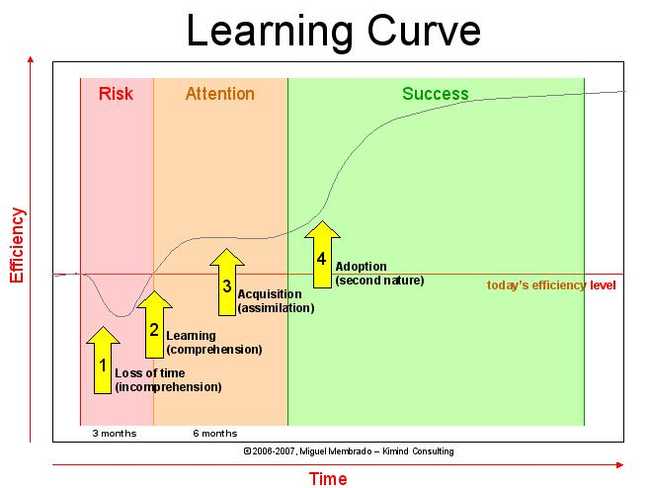 Learning Curve
Risk
Attention
Success
Efficiency
4
Adoption
(second nature)
today's efficiency level
3
Acquisition
(assimilation)
2
Learning
(comprehension)
1
Loss of time
(incomprehension)
3 months
6 months
©2006-2007, Miguel Membrado – Kimind Consulting
Time